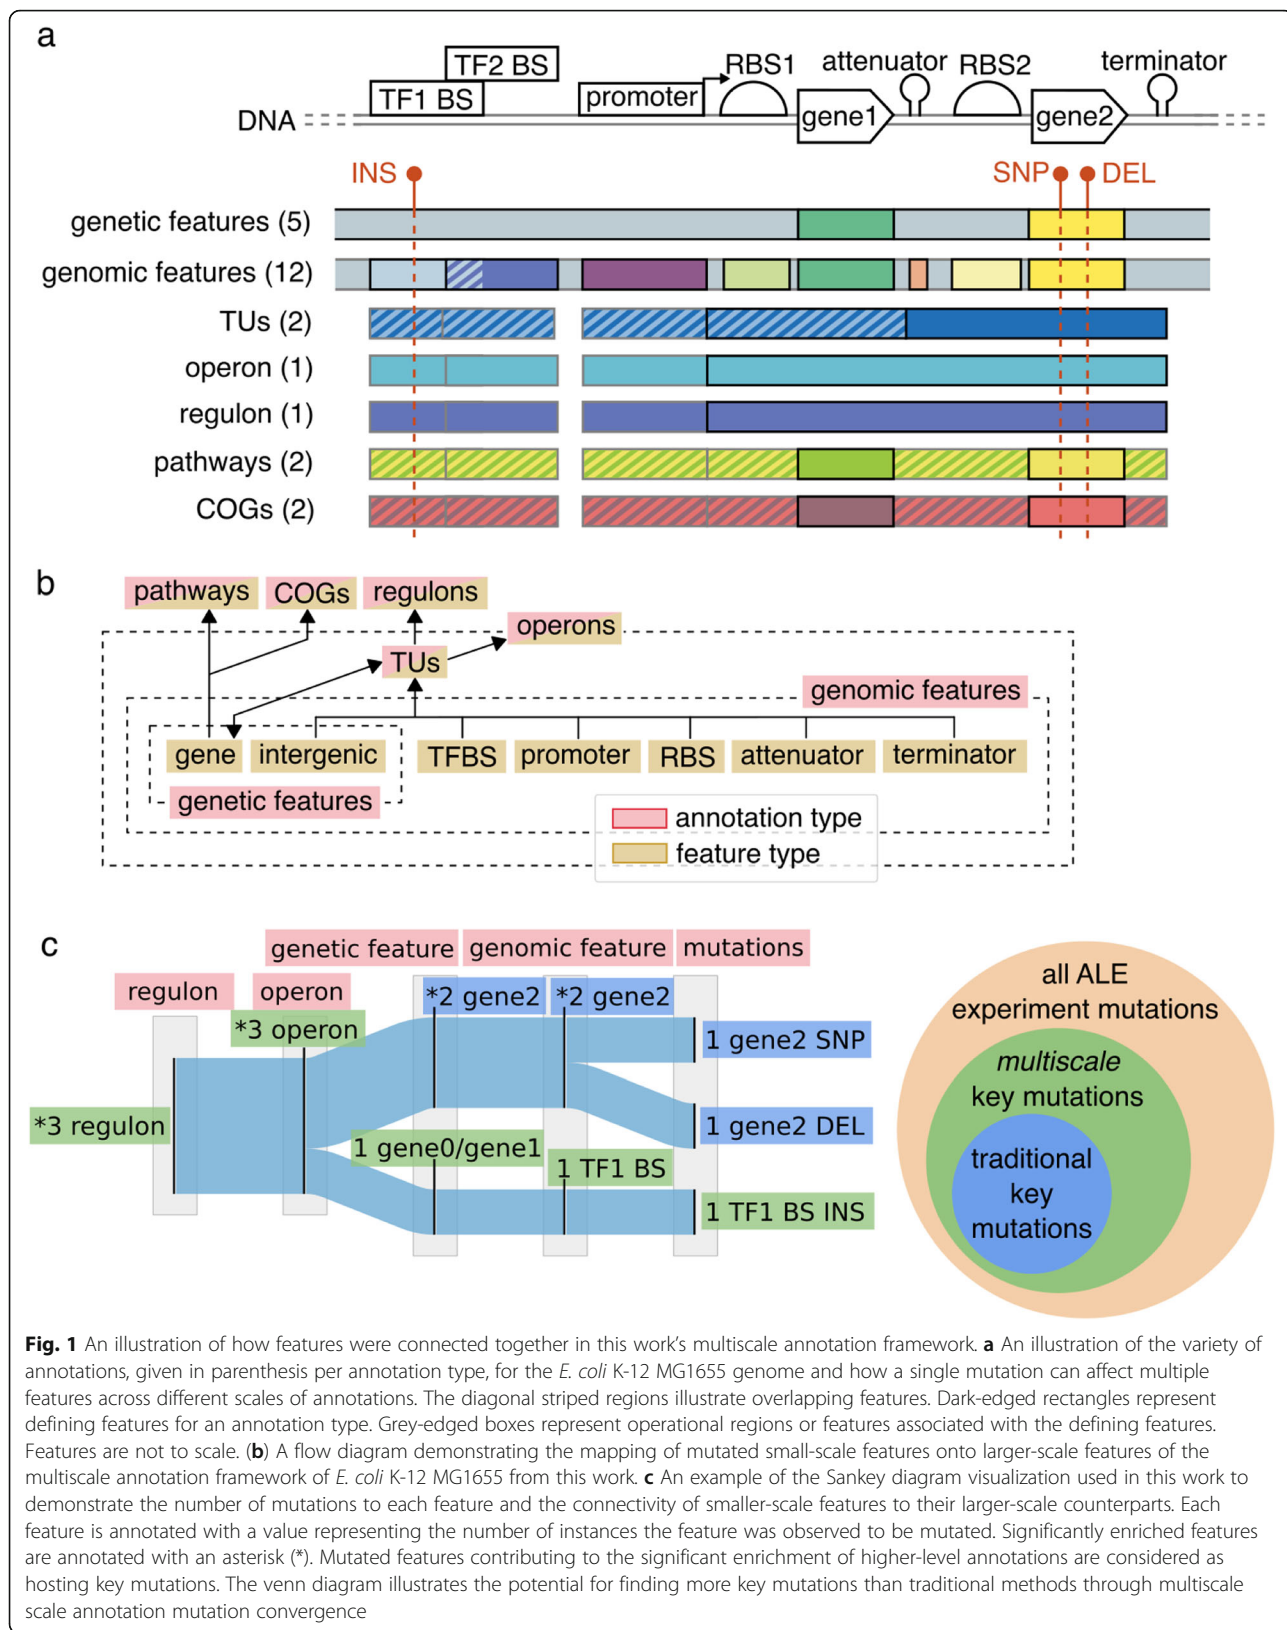 a
TF2 BS
RBS1
attenuator
RBS2
terminator
TF1 BS
promoter
gene1
gene2
DNA
INS
SNP
DEL
genetic features (5)
genomic features (12)
TUs (2)
operon (1)
regulon (1)
pathways (2)
COGs (2)
b
pathways
COGs
regulons
operons
TUs
genomic features
gene
intergenic
TFBS
promoter
RBS
attenuator
terminator
genetic features
annotation type
feature type
c
genetic feature
genomic feature
mutations
regulon
operon
*2 gene2
*2 gene2
*3 operon
1 gene2 SNP
*3 regulon
1 gene2 DEL
1 gene0/gene1
1 TF1 BS
1 TF1 BS INS
all ALE
experiment mutations
multiscale
key mutations
traditional
key
mutations
Fig. 1 An illustration of how features were connected together in this work's multiscale annotation framework. a An illustration of the variety of
annotations, given in parenthesis per annotation type, for the E. coli K-12 MG1655 genome and how a single mutation can affect multiple
features across different scales of annotations. The diagonal striped regions illustrate overlapping features. Dark-edged rectangles represent
defining features for an annotation type. Grey-edged boxes represent operational regions or features associated with the defining features.
Features are not to scale. (b) A flow diagram demonstrating the mapping of mutated small-scale features onto larger-scale features of the
multiscale annotation framework of E. coli K-12 MG1655 from this work. c An example of the Sankey diagram visualization used in this work to
demonstrate the number of mutations to each feature and the connectivity of smaller-scale features to their larger-scale counterparts. Each
feature is annotated with a value representing the number of instances the feature was observed to be mutated. Significantly enriched features
are annotated with an asterisk (*). Mutated features contributing to the significant enrichment of higher-level annotations are considered as
hosting key mutations. The venn diagram illustrates the potential for finding more key mutations than traditional methods through multiscale
scale annotation mutation convergence